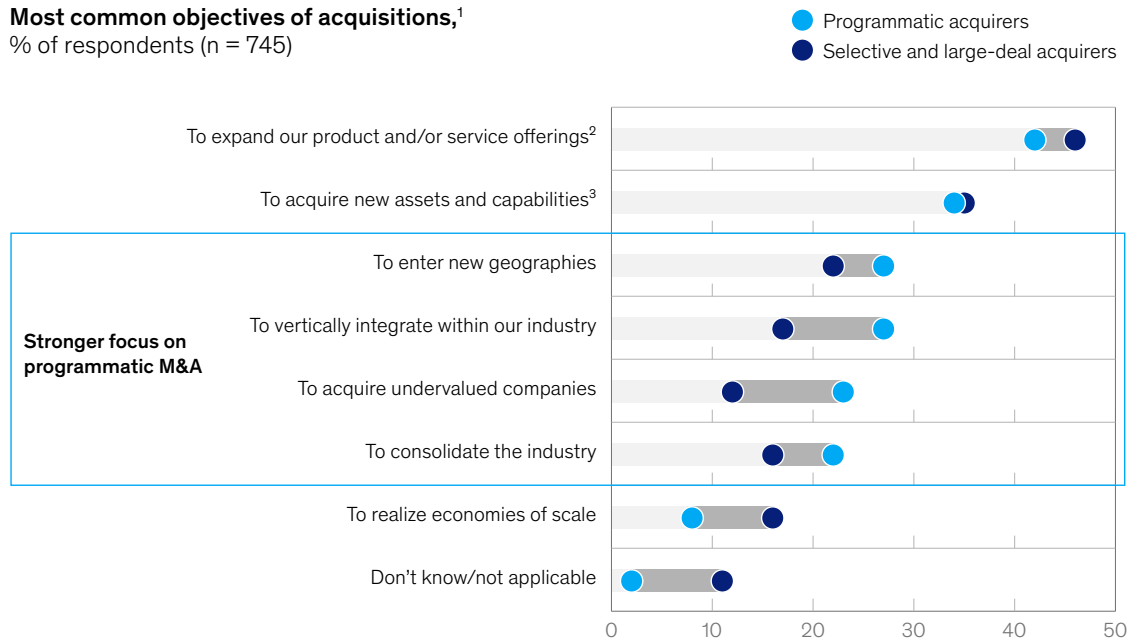 Most common objectives of acquisitions,¹
% of respondents (n = 745)
Programmatic acquirers
Selective and large-deal acquirers
To expand our product and/or service offerings²
To acquire new assets and capabilities³
To enter new geographies
To vertically integrate within our industry
Stronger focus on
programmatic M&A
To acquire undervalued companies
To consolidate the industry
To realize economies of scale
Don’t know/not applicable
0 10 20 30 40 50